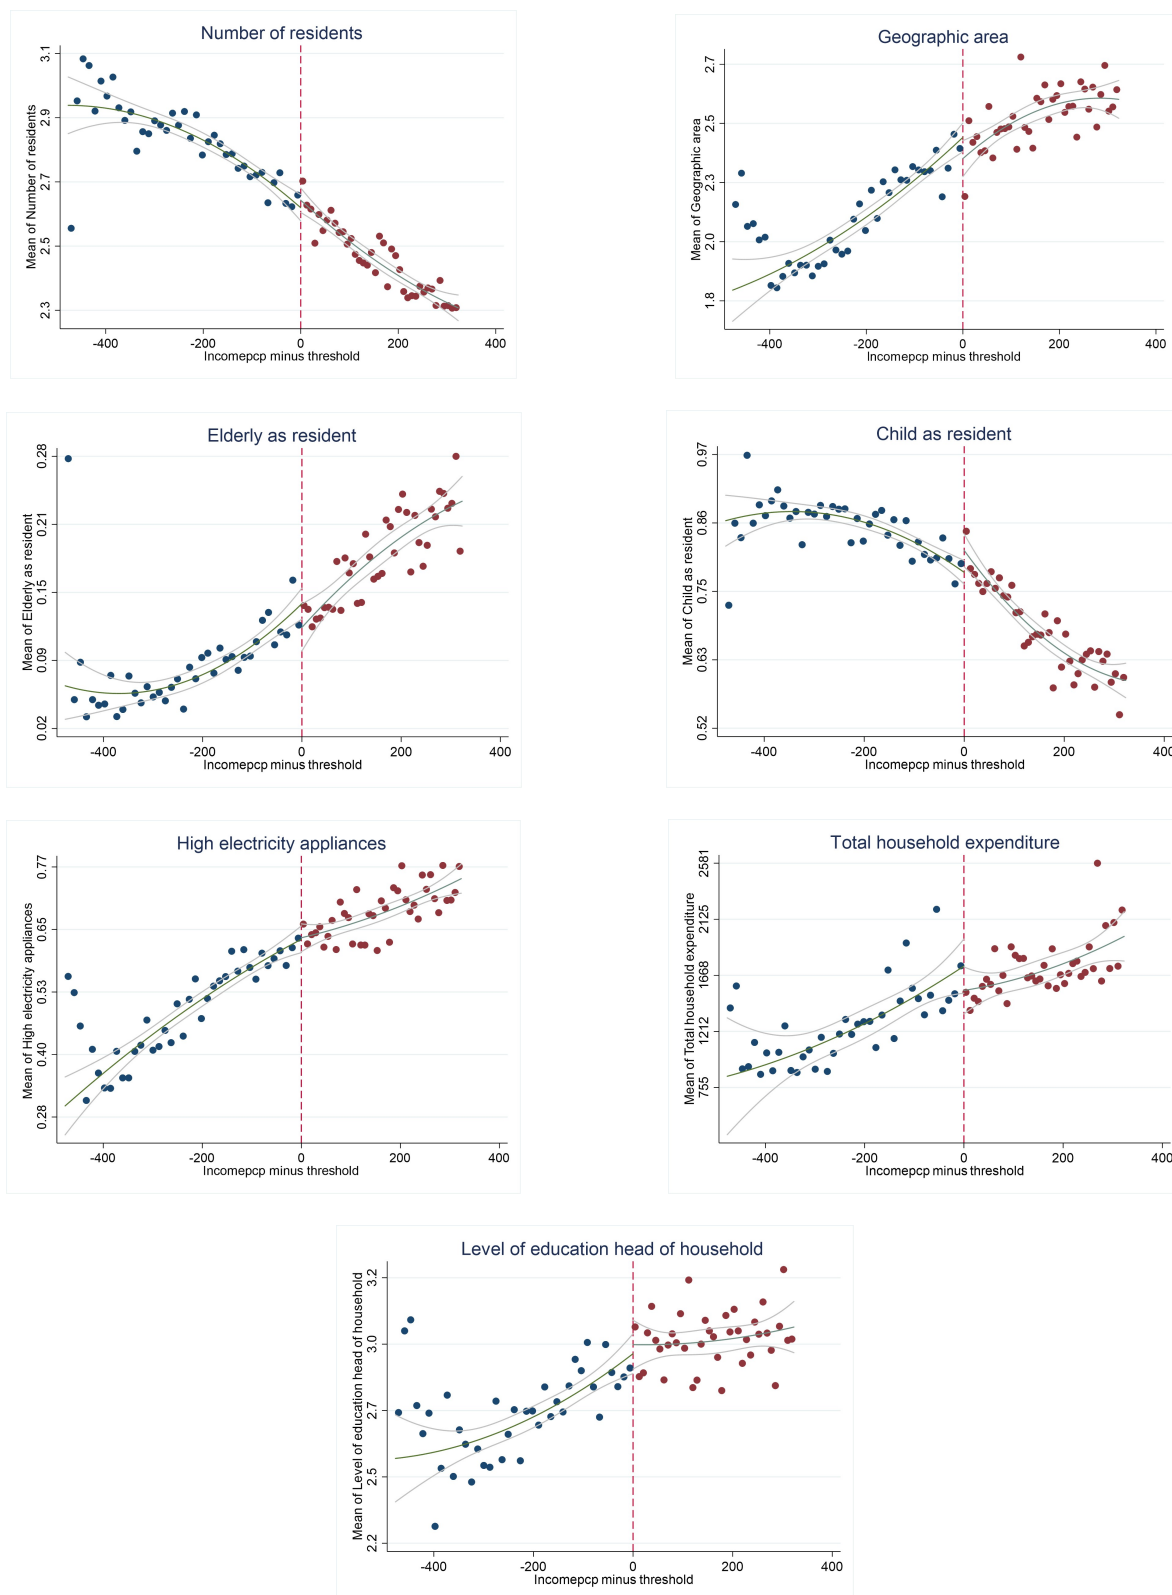 Number of residents
Mean of Number of residents
3.1
2.9
2.7
2.5
2.3
-400 -200 0 200 400
Incomepcp minus threshold
Geographic area
Mean of Geographic area
2.7
2.5
2.3
2.0
1.8
-400 -200 0 200 400
Incomepcp minus threshold
Elderly as resident
Mean of Elderly as resident
0.28
0.21
0.15
0.09
0.02
-400 -200 0 200 400
Incomepcp minus threshold
Child as resident
Mean of Child as resident
0.97
0.86
0.75
0.63
0.52
-400 -200 0 200 400
Incomepcp minus threshold
High electricity appliances
Mean of High electricity appliances
0.77
0.65
0.53
0.40
0.28
-400 -200 0 200 400
Incomepcp minus threshold
Total household expenditure
Mean of Total household expenditure
2581
2125
1668
1212
755
-400 -200 0 200 400
Incomepcp minus threshold
Level of education head of household
Mean of Level of education head of household
3.2
3.0
2.7
2.5
2.2
-400 -200 0 200 400
Incomepcp minus threshold